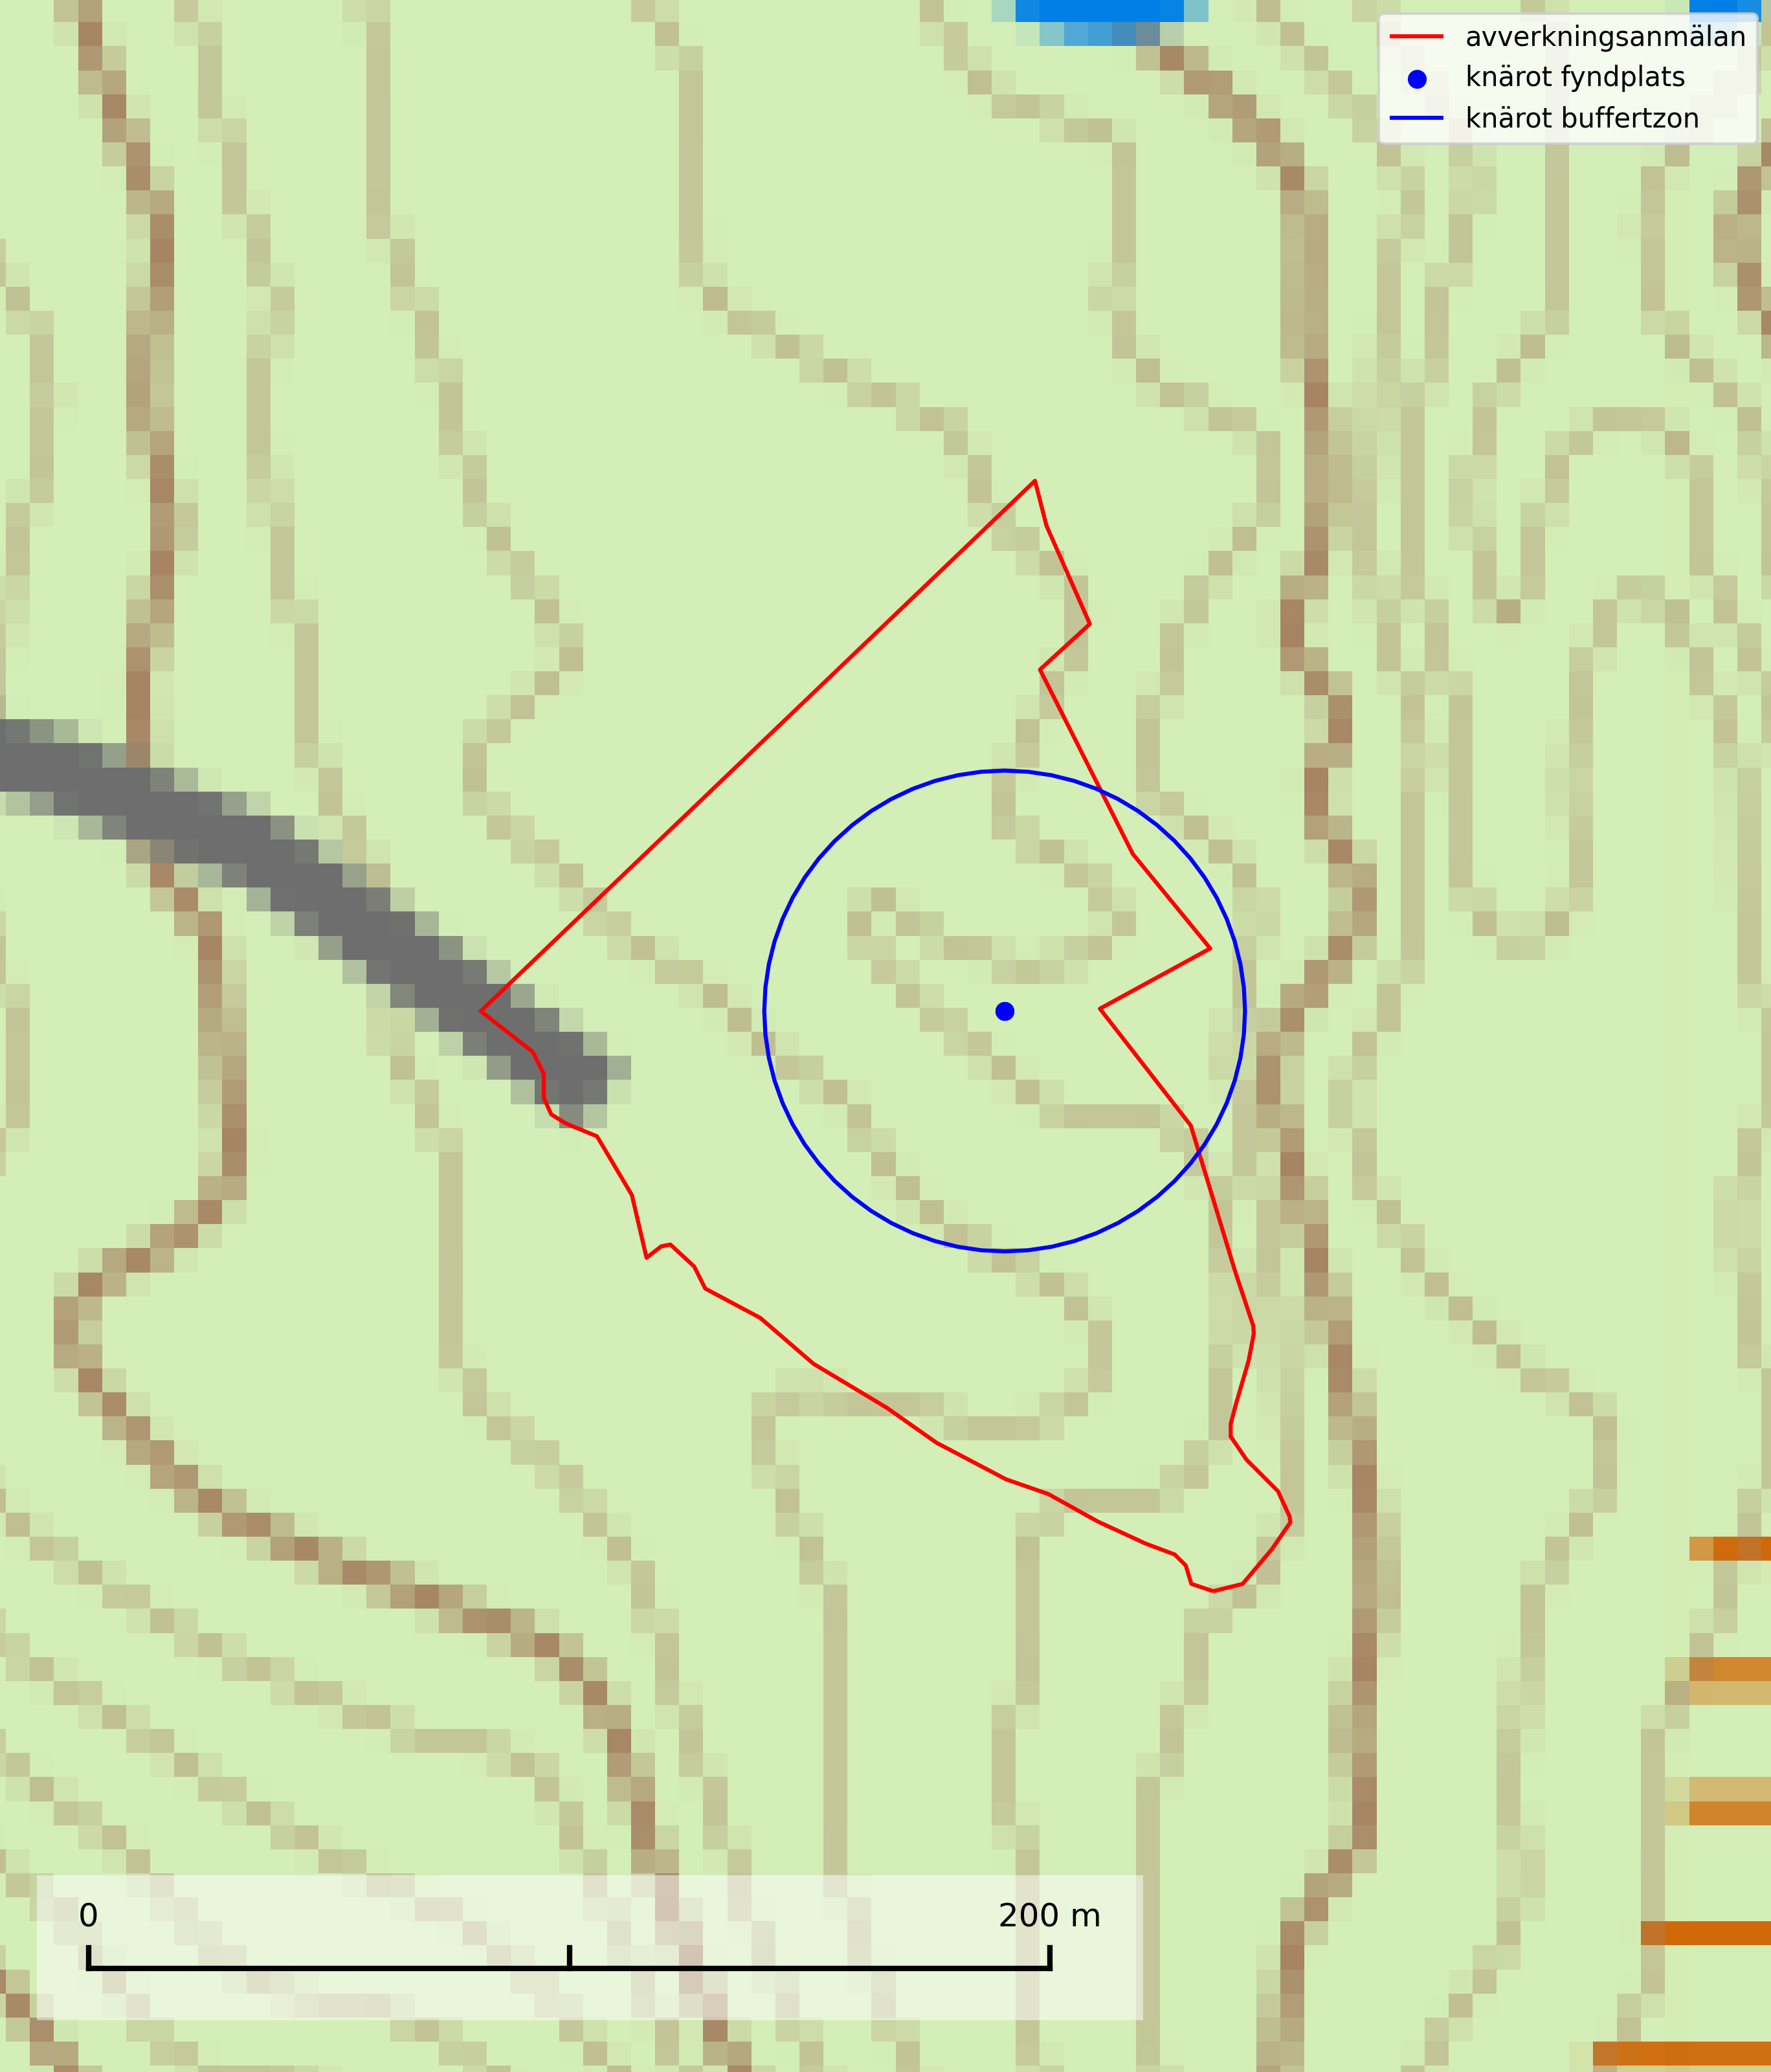 avverkningsanmälan
knärot fyndplats
knärot buffertzon
0 200 m